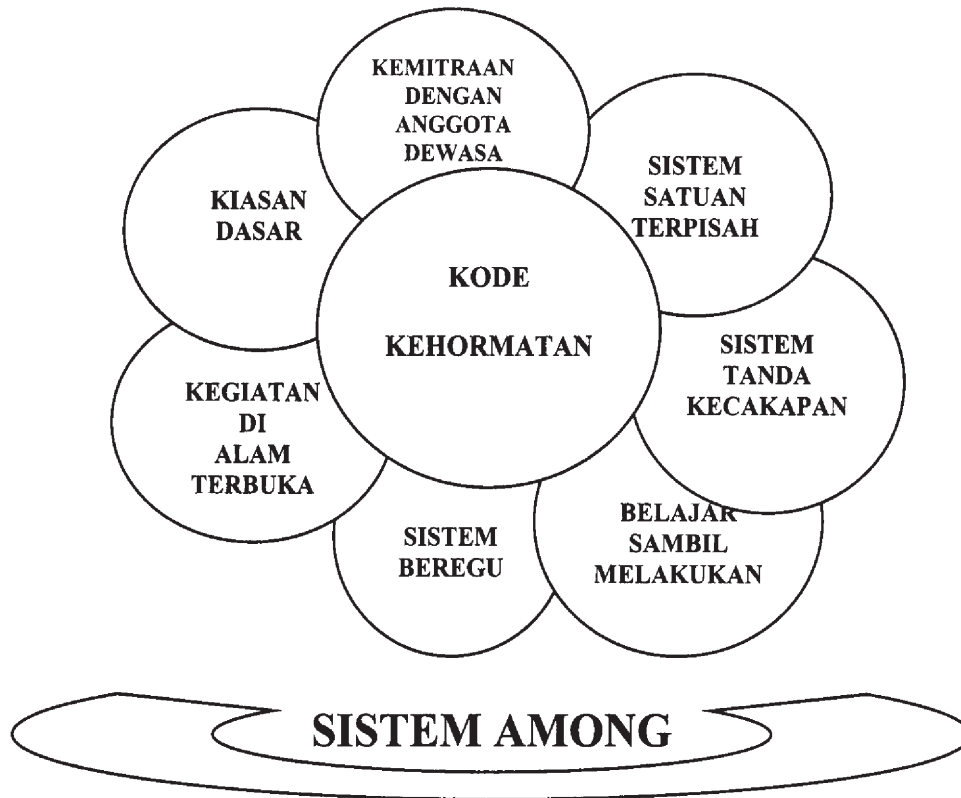 KEMITRAAN
DENGAN
ANGGOTA
DEWASA
SISTEM
SATUAN
TERPISAH
KIASAN
DASAR
KODE
KEHORMATAN
SISTEM
TANDA
KECAKAPAN
KEGIATAN
DI
ALAM
TERBUKA
BELAJAR
SAMBIL
MELAKUKAN
SISTEM
BEREGU
SISTEM AMONG